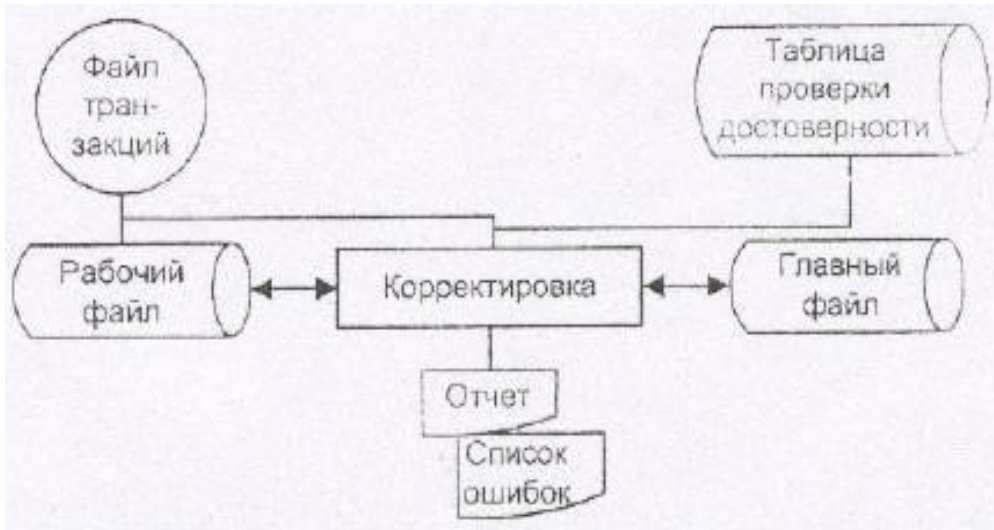 Файл
тран-
закций
Таблица
проверки
достоверности
Рабочий
файл
Корректировка
Главный
файл
Отчет
Список
ошибок